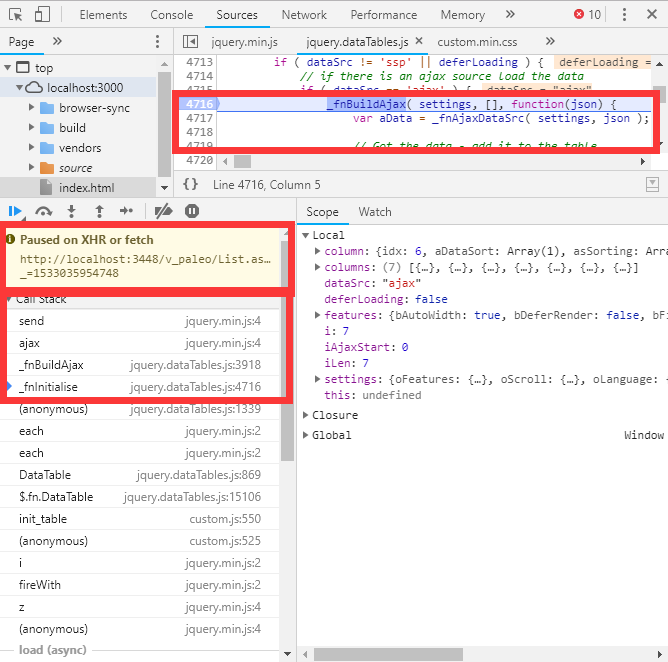 Elements Console Sources Network Performance Memory » 10
Page »
jquery.min.js jquery.dataTables.js × custom.min.css »
top
localhost:3000
browser-sync
build
vendors
source
index.html
4713 if ( dataSrc != 'ssp' || deferLoading ) { deferLoading =
4714 // if there is an ajax source load the data
if ( dataSrc == 'ajax' ) { dataSrc = "ajax"
4716 _fnBuildAjax( settings, [], function(json) {
4717 var aData = _fnAjaxDataSrc( settings, json );
4718
4719 // Got the data - add it to the table
4720
{} Line 4716, Column 5
Paused on XHR or fetch
http://localhost:3448/v_paleo/List.as…
_=1533035954748
Call Stack
send jquery.min.js:4
ajax jquery.min.js:4
_fnBuildAjax jquery.dataTables.js:3918
_fnInitialise jquery.dataTables.js:4716
(anonymous) jquery.dataTables.js:1339
each jquery.min.js:2
each jquery.min.js:2
DataTable jquery.dataTables.js:869
$.fn.DataTable jquery.dataTables.js:15106
init_table custom.js:550
(anonymous) custom.js:525
i jquery.min.js:2
fireWith jquery.min.js:2
z jquery.min.js:4
(anonymous) jquery.min.js:4
load (async)
Scope Watch
Local
column: {idx: 6, aDataSort: Array(1), asSorting: Arra
columns: (7) [{…}, {…}, {…}, {…}, {…}, {…}, {…}]
dataSrc: "ajax"
deferLoading: false
features: {bAutoWidth: true, bDeferRender: false, bFi
i: 7
iAjaxStart: 0
iLen: 7
settings: {oFeatures: {…}, oScroll: {…}, oLanguage: {
this: undefined
Closure
Global Window